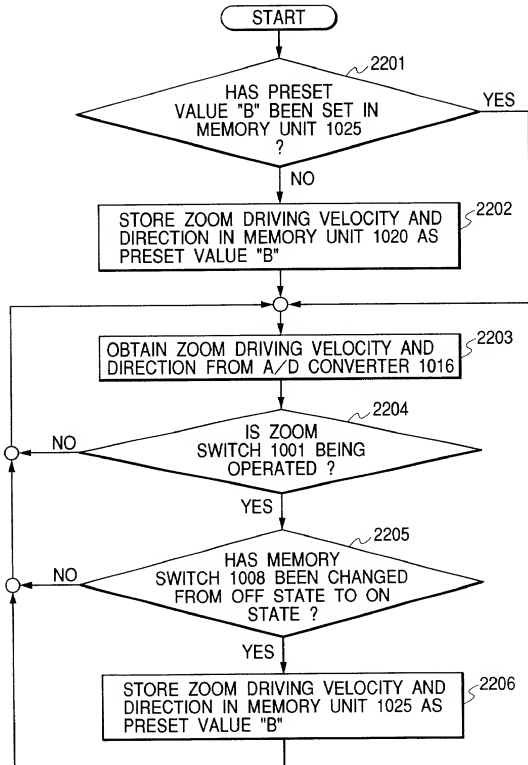 START
2201
HAS PRESET
VALUE "B" BEEN SET IN
MEMORY UNIT 1025
?
YES
NO
2202
STORE ZOOM DRIVING VELOCITY AND
DIRECTION IN MEMORY UNIT 1020 AS
PRESET VALUE "B"
2203
OBTAIN ZOOM DRIVING VELOCITY AND
DIRECTION FROM A/D CONVERTER 1016
2204
IS ZOOM
SWITCH 1001 BEING
OPERATED ?
NO
YES
2205
HAS MEMORY
SWITCH 1008 BEEN CHANGED
FROM OFF STATE TO ON
STATE ?
NO
YES
2206
STORE ZOOM DRIVING VELOCITY AND
DIRECTION IN MEMORY UNIT 1025 AS
PRESET VALUE "B"